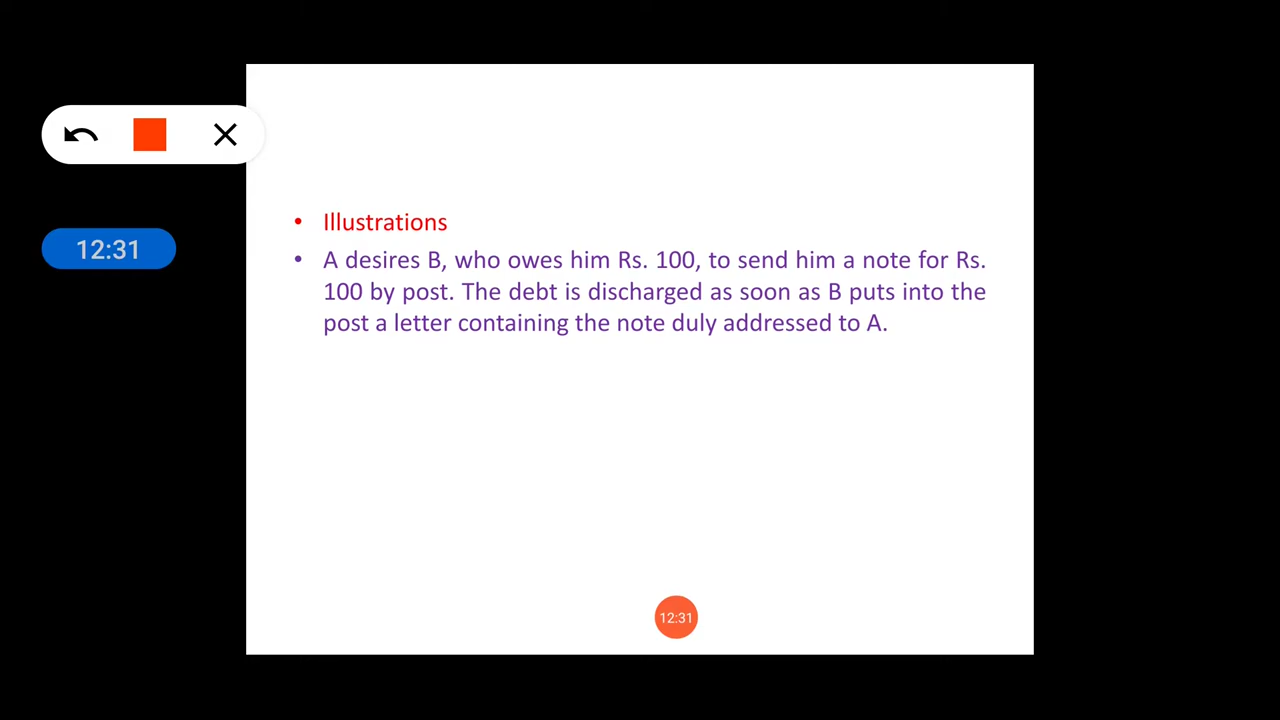 12:31
• Illustrations
• A desires B, who owes him Rs. 100, to send him a note for Rs.
100 by post. The debt is discharged as soon as B puts into the
post a letter containing the note duly addressed to A.
12:31